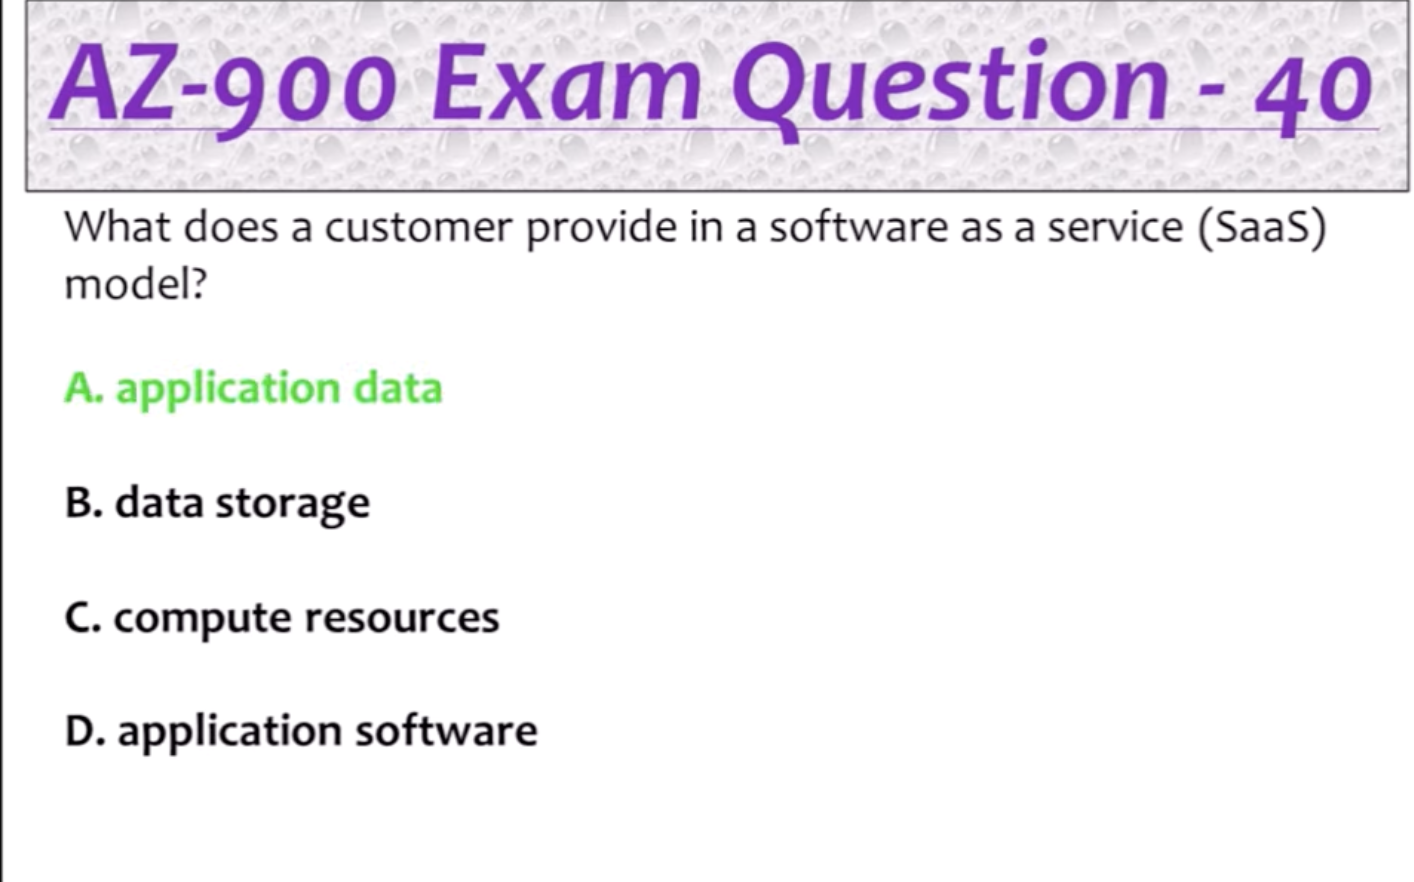 AZ-900 Exam Question - 40
What does a customer provide in a software as a service (SaaS)
model?
A. application data
B. data storage
C. compute resources
D. application software